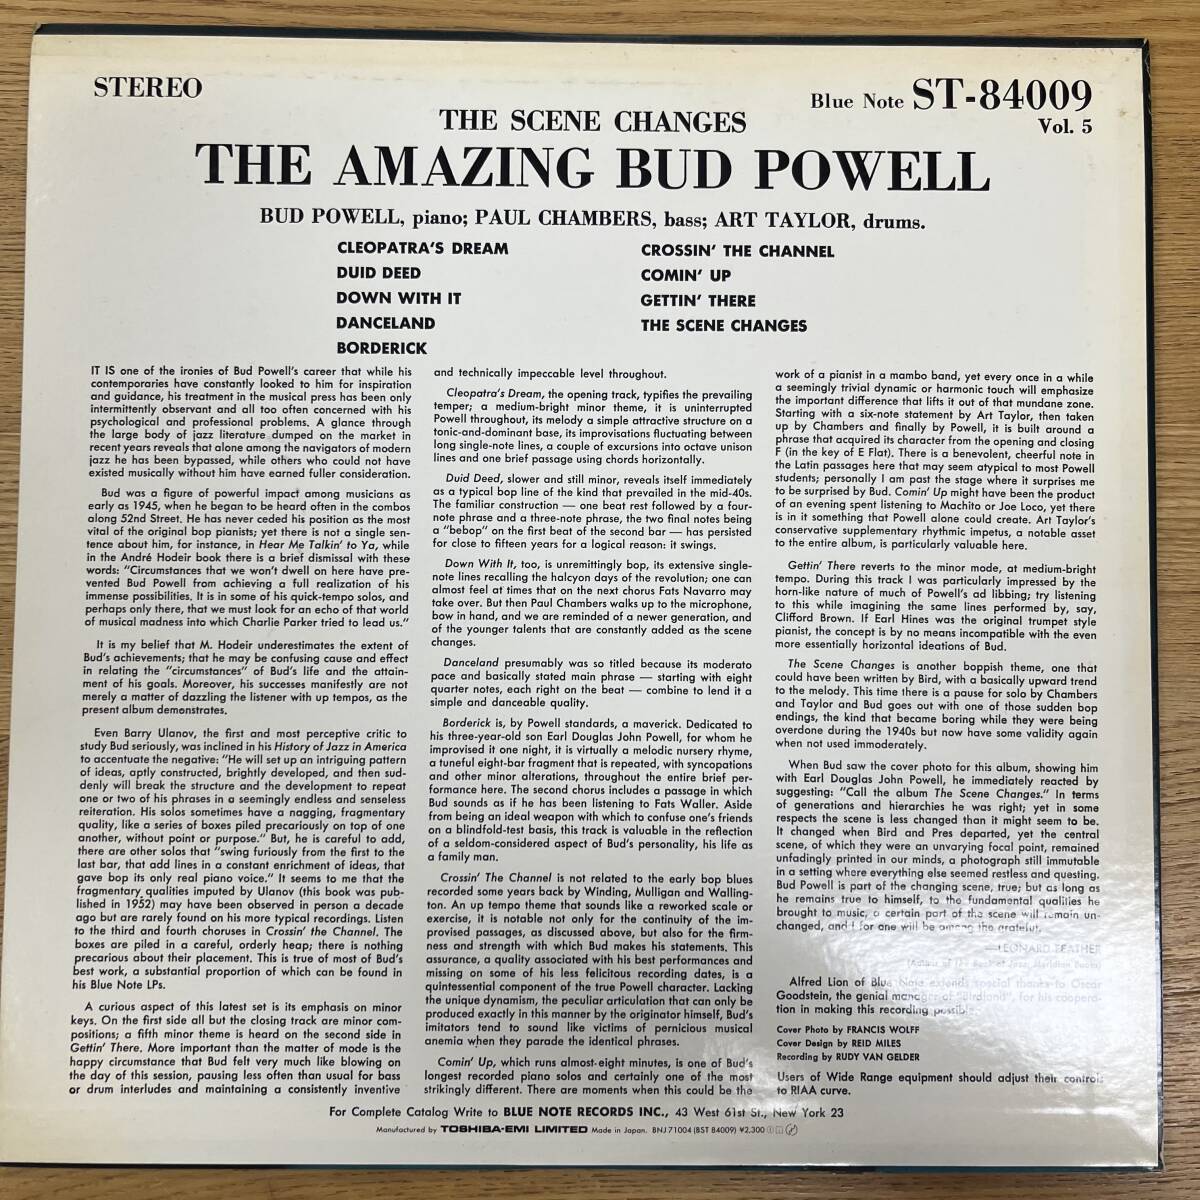 STEREO
Blue Note ST-84009
Vol. 5
THE SCENE CHANGES
THE AMAZING BUD POWELL
BUD POWELL, piano; PAUL CHAMBERS, bass; ART TAYLOR, drums.
CLEOPATRA'S DREAM
DUID DEED
DOWN WITH IT
DANCELAND
BORDERICK
CROSSIN' THE CHANNEL
COMIN' UP
GETTIN' THERE
THE SCENE CHANGES
IT IS one of the ironies of Bud Powell's career that while his
contemporaries have constantly looked to him for inspiration
and guidance, his treatment in the musical press has been only
intermittently observant and all too often concerned with his
psychological and professional problems. A glance through
the large body of jazz literature dumped on the market in
recent years reveals that alone among the navigators of modern
jazz he has been bypassed, while others who could not have
existed musically without him have earned fuller consideration.
Bud was a figure of powerful impact among musicians as
early as 1945, when he began to be heard often in the combos
along 52nd Street. He has never ceded his position as the most
vital of the original bop pianists; yet there is not a single sen-
tence about him, for instance, in Hear Me Talkin' to Ya, while
in the André Hodeir book there is a brief dismissal with these
words: "Circumstances that we won't dwell on here have pre-
vented Bud Powell from achieving a full realization of his
immense possibilities. It is in some of his quick-tempo solos, and
perhaps only there, that we must look for an echo of that world
of musical madness into which Charlie Parker tried to lead us."
It is my belief that M. Hodeir underestimates the extent of
Bud's achievements; that he may be confusing cause and effect
in relating the "circumstances" of Bud's life and the attain-
ment of his goals. Moreover, his successes manifestly are not
merely a matter of dazzling the listener with up tempos, as the
present album demonstrates.
Even Barry Ulanov, the first and most perceptive critic to
study Bud seriously, was inclined in his History of Jazz in America
to accentuate the negative: "He will set up an intriguing pattern
of ideas, aptly constructed, brightly developed, and then sud-
denly will break the structure and the development to repeat
one or two of his phrases in a seemingly endless and senseless
reiteration. His solos sometimes have a nagging, fragmentary
quality, like a series of boxes piled precariously on top of one
another, without point or purpose." But, he is careful to add,
there are other solos that "swing furiously from the first to the
last bar, that add lines in a constant enrichment of ideas, that
gave bop its only real piano voice." It seems to me that the
fragmentary qualities imputed by Ulanov (this book was pub-
lished in 1952) may have been observed in person a decade
ago but are rarely found on his more typical recordings. Listen
to the third and fourth choruses in Crossin' the Channel. The
boxes are piled in a careful, orderly heap; there is nothing
precarious about their placement. This is true of most of Bud's
best work, a substantial proportion of which can be found in
his Blue Note LPs.
A curious aspect of this latest set is its emphasis on minor
keys. On the first side all but the closing track are minor com-
positions; a fifth minor theme is heard on the second side in
Gettin' There. More important than the matter of mode is the
happy circumstance that Bud felt very much like blowing on
the day of this session, pausing less often than usual for bass
or drum interludes and maintaining a consistently inventive
and technically impeccable level throughout.
Cleopatra's Dream, the opening track, typifies the prevailing
temper; a medium-bright minor theme, it is uninterrupted
Powell throughout, its melody a simple attractive structure on a
tonic-and-dominant base, its improvisations fluctuating between
long single-note lines, a couple of excursions into octave unison
lines and one brief passage using chords horizontally.
Duid Deed, slower and still minor, reveals itself immediately
as a typical bop line of the kind that prevailed in the mid-40s.
The familiar construction — one beat rest followed by a four-
note phrase and a three-note phrase, the two final notes being
a "bebop" on the first beat of the second bar — has persisted
for close to fifteen years for a logical reason: it swings.
Down With It, too, is unremittingly bop, its extensive single-
note lines recalling the halcyon days of the revolution; one can
almost feel at times that on the next chorus Fats Navarro may
take over. But then Paul Chambers walks up to the microphone,
bow in hand, and we are reminded of a newer generation, and
of the younger talents that are constantly added as the scene
changes.
Danceland presumably was so titled because its moderato
pace and basically stated main phrase — starting with eight
quarter notes, each right on the beat — combine to lend it a
simple and danceable quality.
Borderick is, by Powell standards, a maverick. Dedicated to
his three-year-old son Earl Douglas John Powell, for whom he
improvised it one night, it is virtually a melodic nursery rhyme,
a tuneful eight-bar fragment that is repeated, with syncopations
and other minor alterations, throughout the entire brief per-
formance here. The second chorus includes a passage in which
Bud sounds as if he has been listening to Fats Waller. Aside
from being an ideal weapon with which to confuse one's friends
on a blindfold-test basis, this track is valuable in the reflection
of a seldom-considered aspect of Bud's personality, his life as
a family man.
Crossin' The Channel is not related to the early bop blues
recorded some years back by Winding, Mulligan and Walling-
ton. An up tempo theme that sounds like a reworked scale or
exercise, it is notable not only for the continuity of the im-
provised passages, as discussed above, but also for the firm-
ness and strength with which Bud makes his statements. This
assurance, a quality associated with his best performances and
missing on some of his less felicitous recording dates, is a
quintessential component of the true Powell character. Lacking
the unique dynamism, the peculiar articulation that can only be
produced exactly in this manner by the originator himself, Bud's
imitators tend to sound like victims of pernicious musical
anemia when they parade the identical phrases.
Comin' Up, which runs almost-eight minutes, is one of Bud's
longest recorded piano solos and certainly one of the most
strikingly different. There are moments when this could be the
work of a pianist in a mambo band, yet every once in a while
a seemingly trivial dynamic or harmonic touch will emphasize
the important difference that lifts it out of that mundane zone.
Starting with a six-note statement by Art Taylor, then taken
up by Chambers and finally by Powell, it is built around a
phrase that acquired its character from the opening and closing
F (in the key of E Flat). There is a benevolent, cheerful note in
the Latin passages here that may seem atypical to most Powell
students; personally I am past the stage where it surprises me
to be surprised by Bud. Comin' Up might have been the product
of an evening spent listening to Machito or Joe Loco, yet there
is in it something that Powell alone could create. Art Taylor's
conservative supplementary rhythmic impetus, a notable asset
to the entire album, is particularly valuable here.
Gettin' There reverts to the minor mode, at medium-bright
tempo. During this track I was particularly impressed by the
horn-like nature of much of Powell's ad libbing; try listening
to this while imagining the same lines performed by, say,
Clifford Brown. If Earl Hines was the original trumpet style
pianist, the concept is by no means incompatible with the even
more essentially horizontal ideations of Bud.
The Scene Changes is another boppish theme, one that
could have been written by Bird, with a basically upward trend
to the melody. This time there is a pause for solo by Chambers
and Taylor and Bud goes out with one of those sudden bop
endings, the kind that became boring while they were being
overdone during the 1940s but now have some validity again
when not used immoderately.
When Bud saw the cover photo for this album, showing him
with Earl Douglas John Powell, he immediately reacted by
suggesting: "Call the album The Scene Changes." In terms
of generations and hierarchies he was right; yet in some
respects the scene is less changed than it might seem to be.
It changed when Bird and Pres departed, yet the central
scene, of which they were an unvarying focal point, remained
unfadingly printed in our minds, a photograph still immutable
in a setting where everything else seemed restless and questing.
Bud Powell is part of the changing scene, true; but as long as
he remains true to himself, to the fundamental qualities he
brought to music, a certain part of the scene will remain un-
changed, and I for one will be among the grateful.
—LEONARD FEATHER
(Author of The Book of Jazz, Meridian Books)
Alfred Lion of Blue Note extends special thanks to Oscar
Goodstein, the genial manager of "Birdland", for his coopera-
tion in making this recording possible.
Cover Photo by FRANCIS WOLFF
Cover Design by REID MILES
Recording by RUDY VAN GELDER
Users of Wide Range equipment should adjust their controls
to RIAA curve.
For Complete Catalog Write to BLUE NOTE RECORDS INC., 43 West 61st St., New York 23
Manufactured by TOSHIBA-EMI LIMITED Made in Japan. BNJ 71004 (BST 84009) ¥2,300